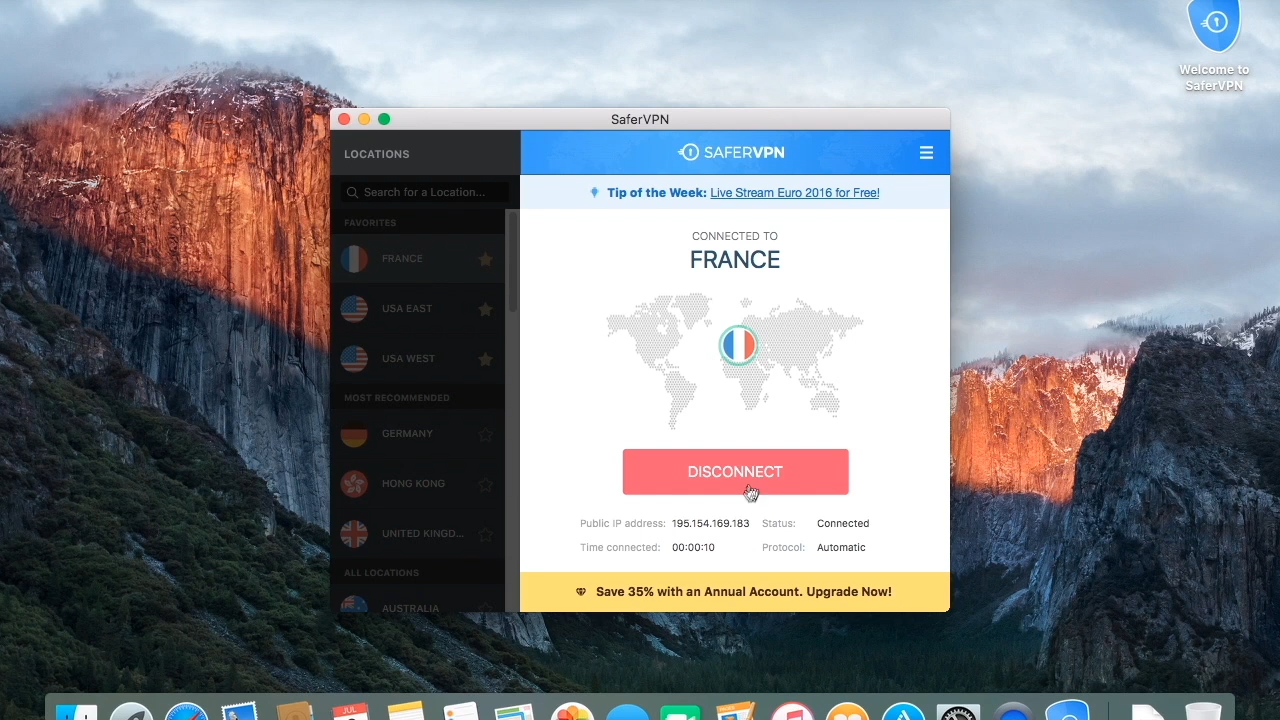 Welcome to
SaferVPN
SaferVPN
LOCATIONS
SAFERVPN
Search for a Location...
Tip of the Week: Live Stream Euro 2016 for Free!
FAVORITES
CONNECTED TO
FRANCE
FRANCE
USA EAST
USA WEST
MOST RECOMMENDED
GERMANY
HONG KONG
UNITED KINGD...
ALL LOCATIONS
AUSTRALIA
DISCONNECT
Public IP address: 195.154.169.183 Status: Connected
Time connected: 00:00:10 Protocol: Automatic
Save 35% with an Annual Account. Upgrade Now!
JUL